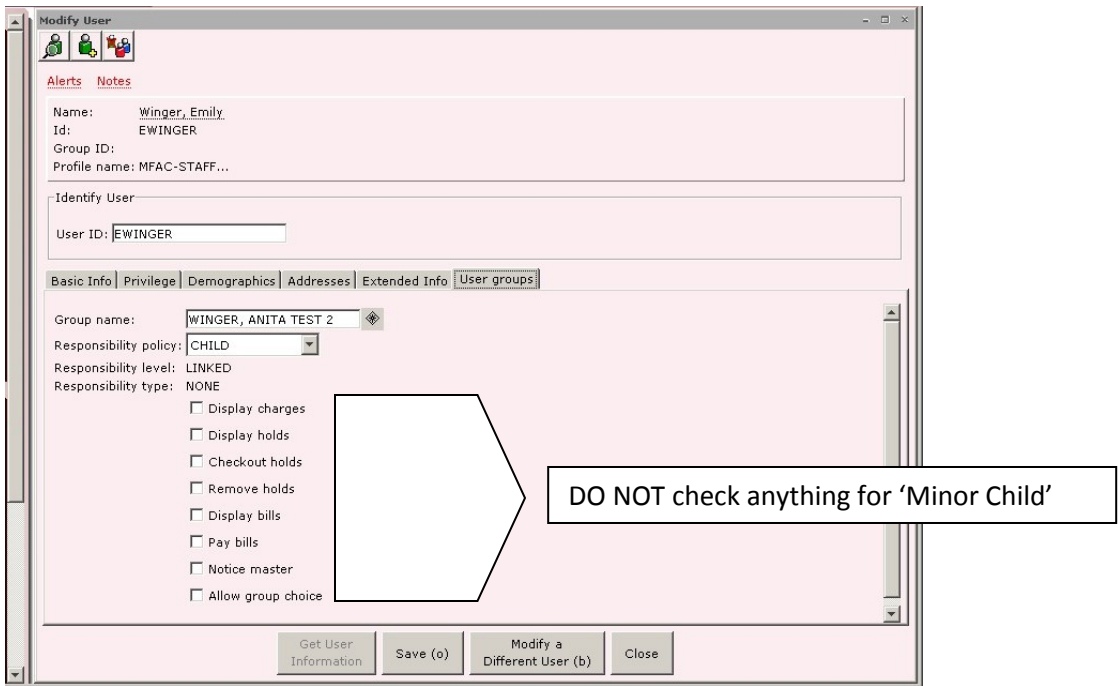 Modify User
Alerts Notes
Name: Winger, Emily
Id: EWINGER
Group ID:
Profile name: MFAC-STAFF...
Identify User
User ID: EWINGER
Basic Info Privilege Demographics Addresses Extended Info User groups
Group name: WINGER, ANITA TEST 2
Responsibility policy: CHILD
Responsibility level: LINKED
Responsibility type: NONE
Display charges
Display holds
Checkout holds
Remove holds
Display bills
Pay bills
Notice master
Allow group choice
DO NOT check anything for ‘Minor Child’
Get User
Information
Save (o)
Modify a
Different User (b)
Close